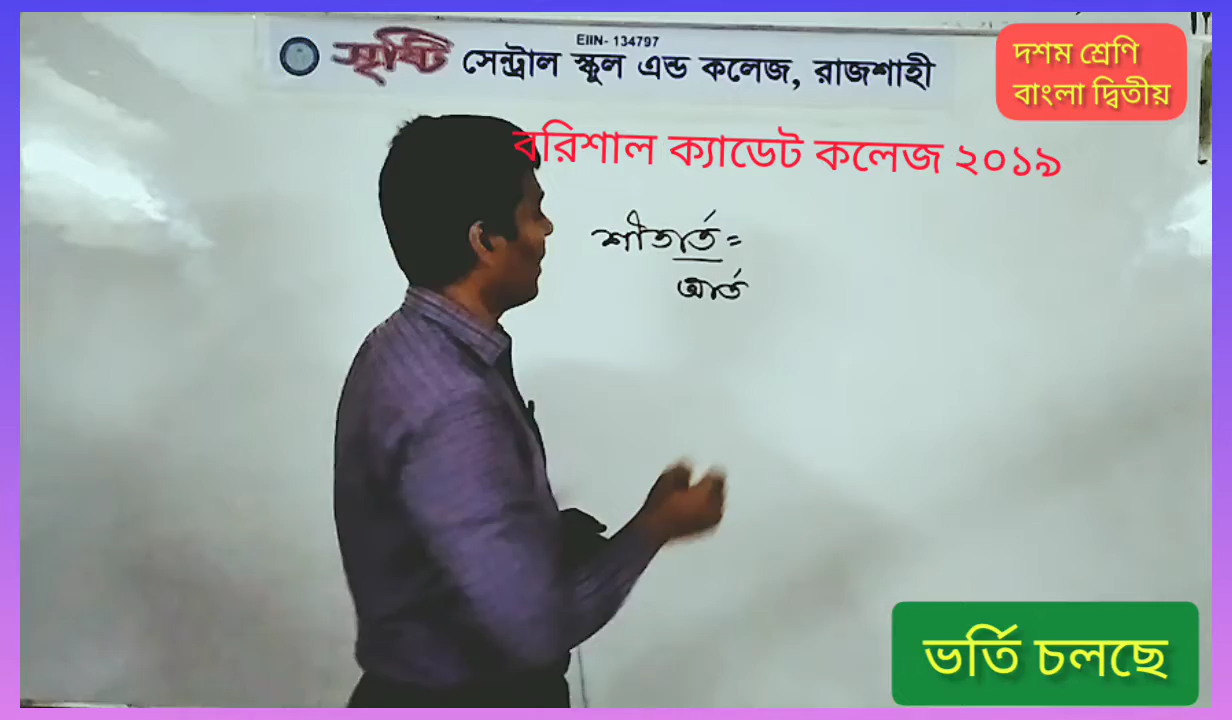 EIIN- 134797
সৃষ্টি সেন্ট্রাল স্কুল এন্ড কলেজ, রাজশাহী
দশম শ্রেণি
বাংলা দ্বিতীয়
বরিশাল ক্যাডেট কলেজ ২০১৯
শীতার্ত =
আর্ত
ভর্তি চলছে